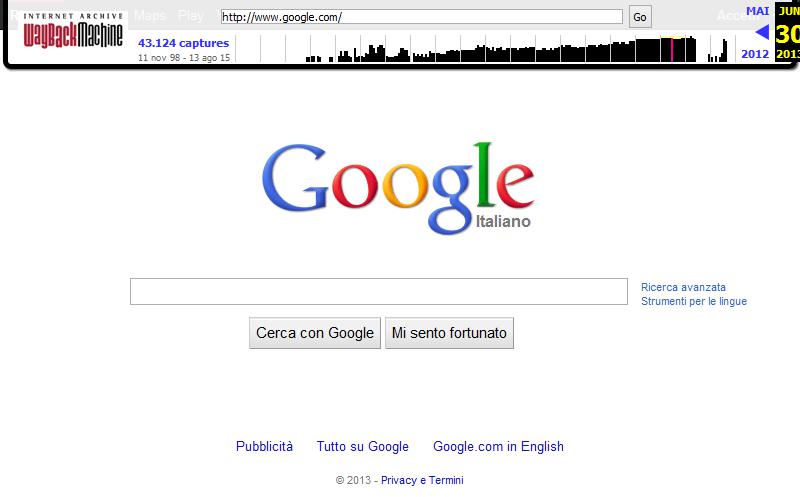 INTERNET ARCHIVE
WayBackMachine
Maps Play
http://www.google.com/
Go
MAI
JUN
43.124 captures
30
11 nov 98 - 13 ago 15
2012
2013
Google
Italiano
Ricerca avanzata
Strumenti per le lingue
Cerca con Google
Mi sento fortunato
Pubblicità
Tutto su Google
Google.com in English
© 2013 - Privacy e Termini